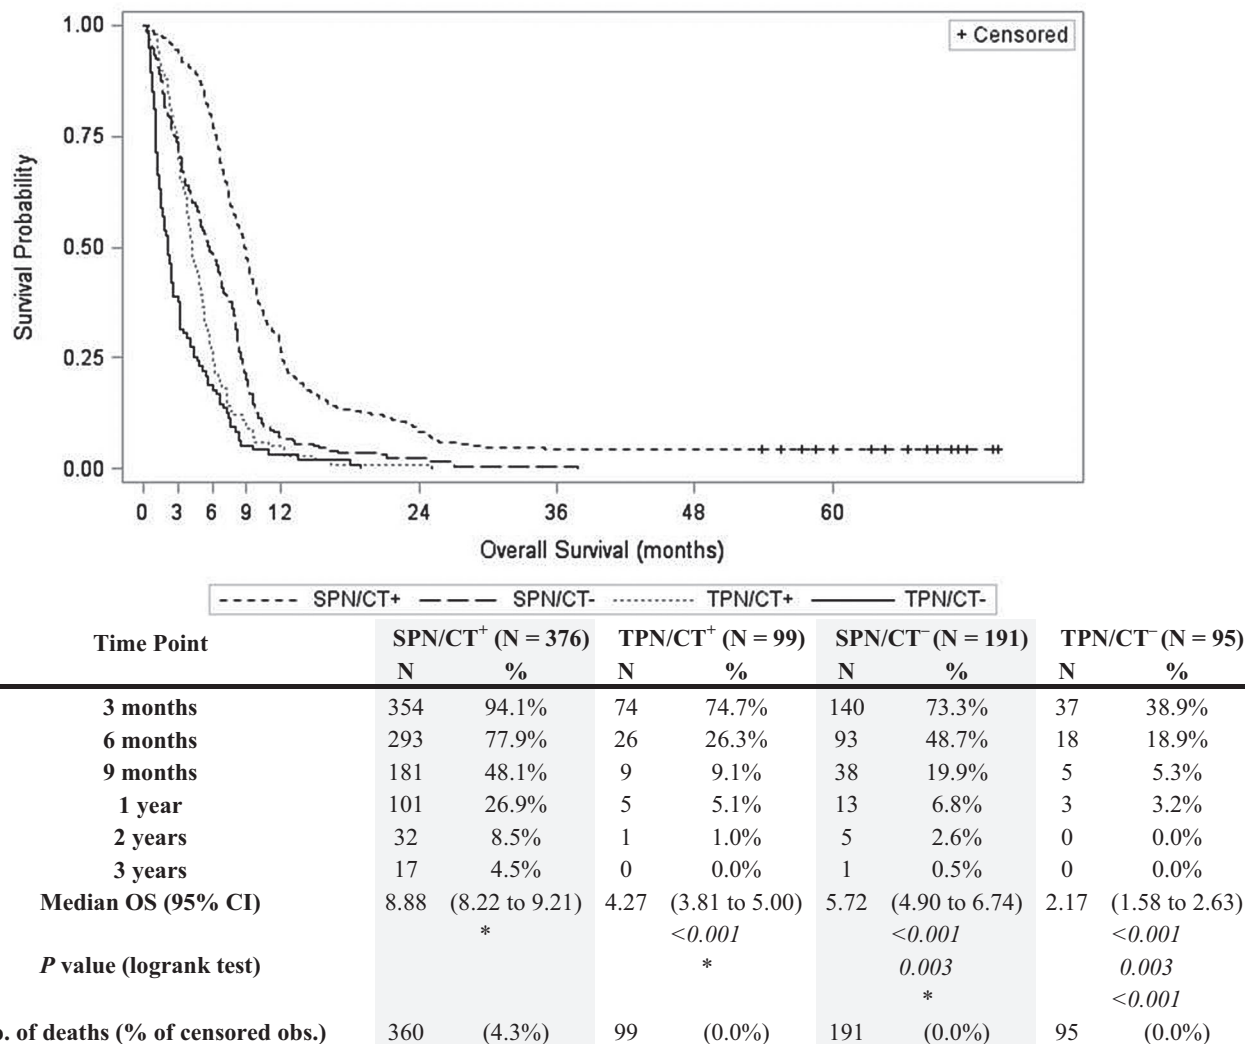 1.00
+ Censored
0.75
Survival Probability
0.50
0.25
0.00
0 3 6 9 12 24 36 48 60
Overall Survival (months)
SPN/CT+ SPN/CT- TPN/CT+ TPN/CT-
Time Point SPN/CT+ (N = 376) TPN/CT+ (N = 99) SPN/CT− (N = 191) TPN/CT− (N = 95)
N % N % N % N %
3 months 354 94.1% 74 74.7% 140 73.3% 37 38.9%
6 months 293 77.9% 26 26.3% 93 48.7% 18 18.9%
9 months 181 48.1% 9 9.1% 38 19.9% 5 5.3%
1 year 101 26.9% 5 5.1% 13 6.8% 3 3.2%
2 years 32 8.5% 1 1.0% 5 2.6% 0 0.0%
3 years 17 4.5% 0 0.0% 1 0.5% 0 0.0%
Median OS (95% CI) 8.88 (8.22 to 9.21) 4.27 (3.81 to 5.00) 5.72 (4.90 to 6.74) 2.17 (1.58 to 2.63)
* <0.001 <0.001 <0.001
P value (logrank test) * 0.003 0.003
* <0.001
of deaths (% of censored obs.) 360 (4.3%) 99 (0.0%) 191 (0.0%) 95 (0.0%)